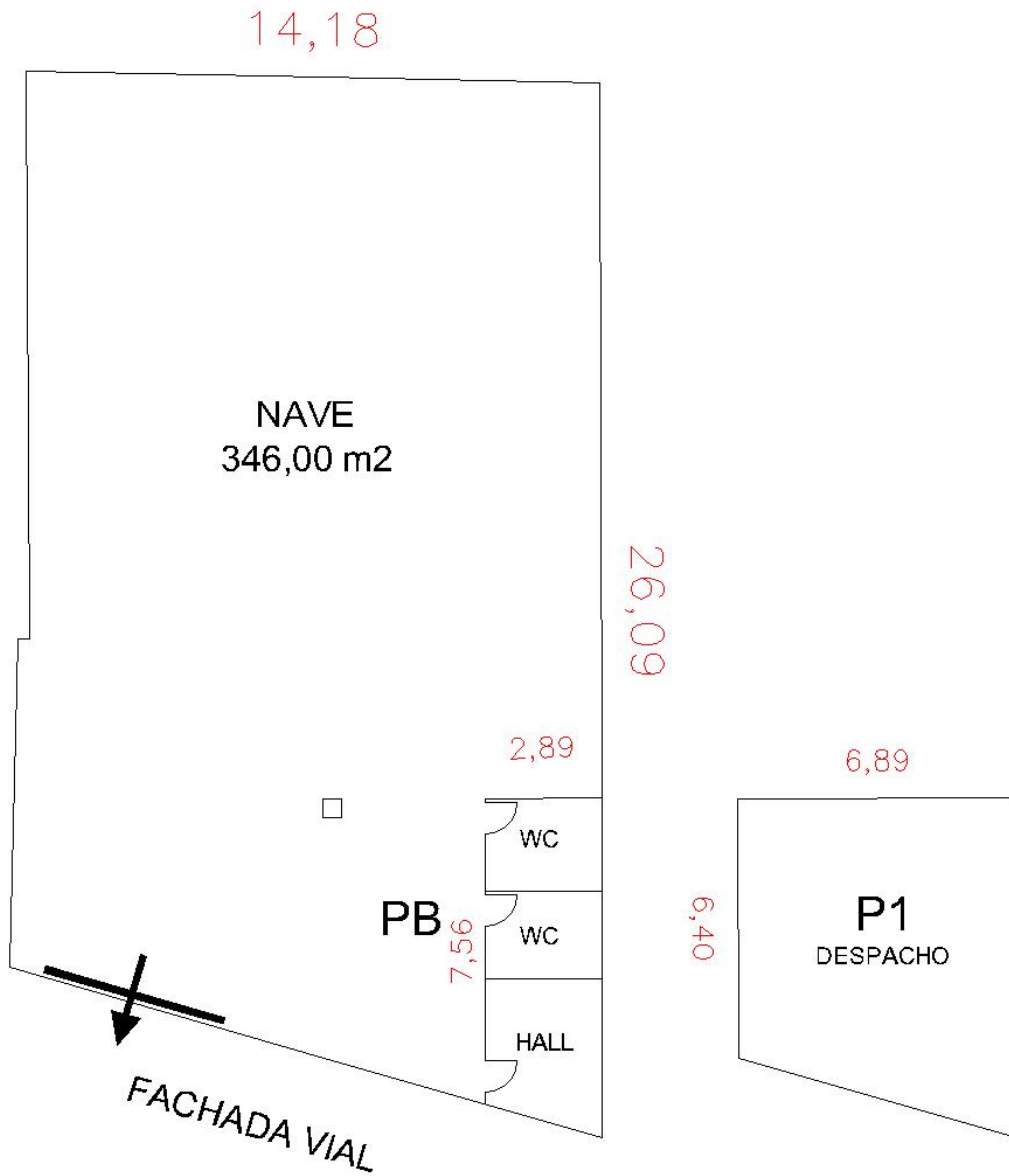 14,18
NAVE
346,00 m2
26,09
2,89
6,89
WC
PB
7,56
WC
6,40
P1
DESPACHO
HALL
FACHADA VIAL